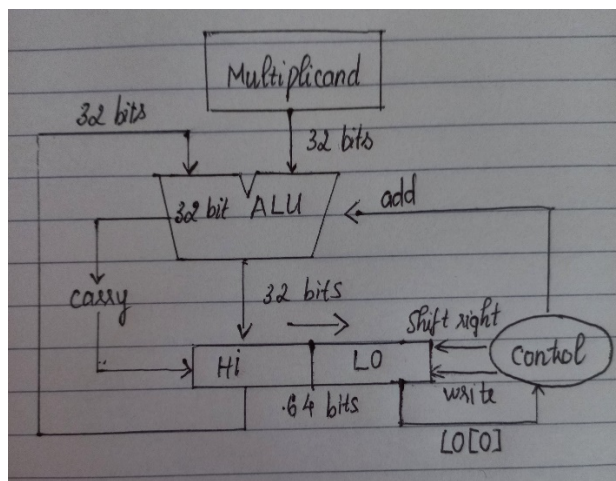 Multiplicand
32 bits
32 bits
32 bit ALU
add
carry
32 bits
Shift right
Hi
LO
Control
64 bits
write
LO[0]